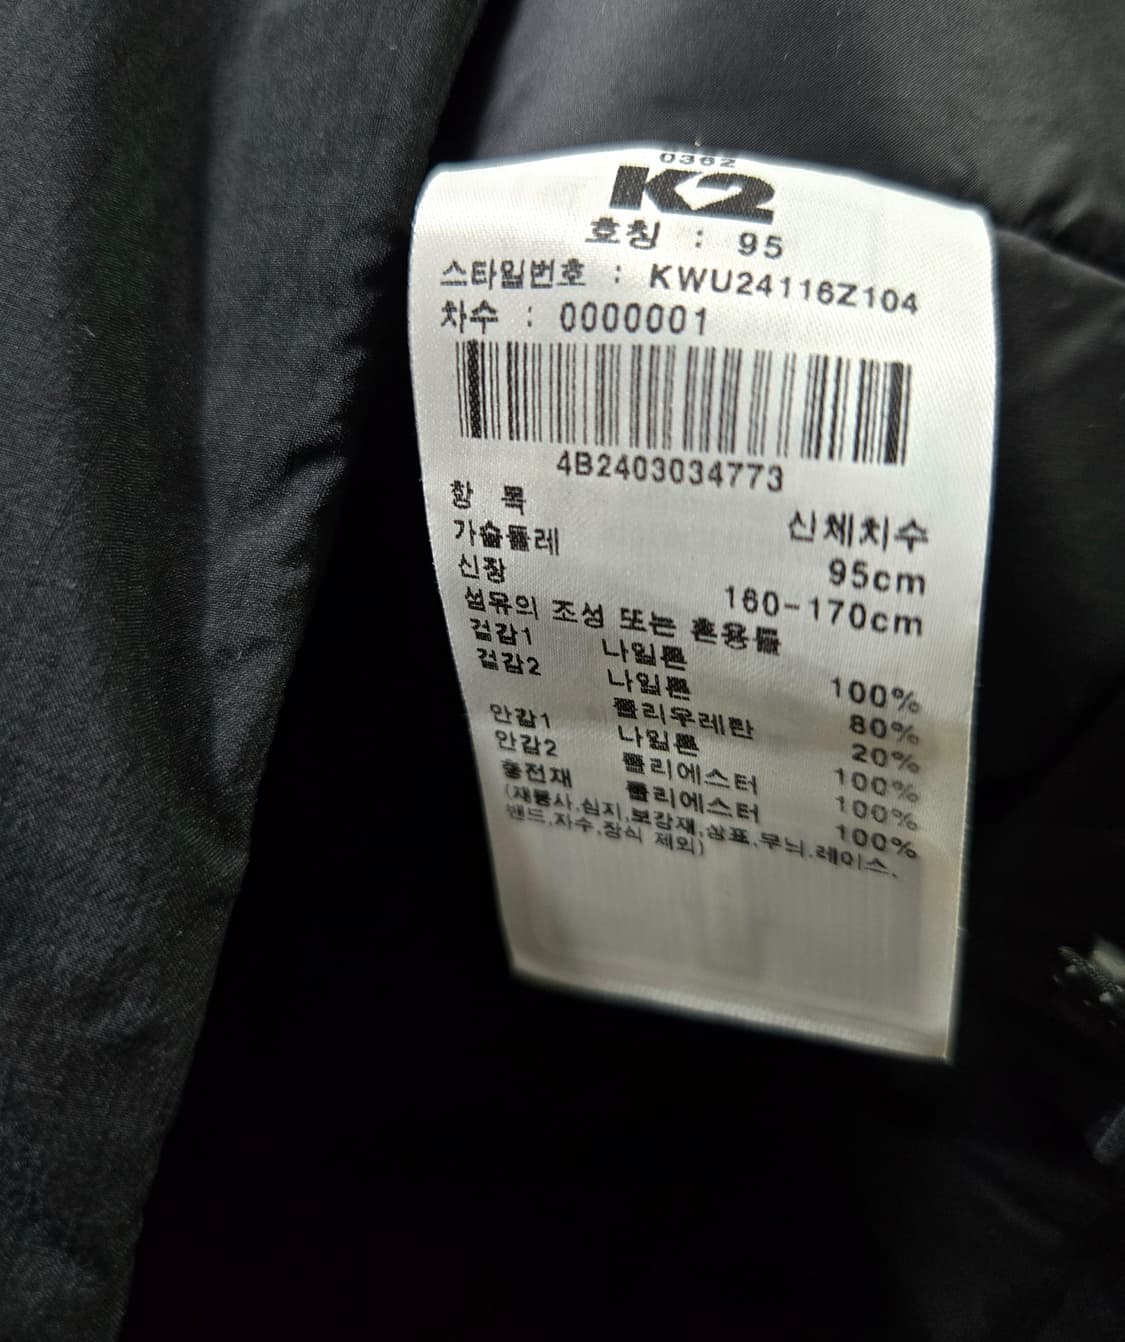 0362
K2
호칭 : 95
스타일번호 : KWU24116Z104
차수 : 0000001
4B2403034773
항 목 신체치수
가슴둘레 95cm
신장 160-170cm
섬유의 조성 또는 혼용률
겉감1 나일론 100%
겉감2 나일론 80%
폴리우레탄 20%
안감1 나일론 100%
안감2 폴리에스터 100%
충전재 폴리에스터 100%
(재봉사,심지,보강재,상표,무늬,레이스,
밴드,자수,장식 제외)